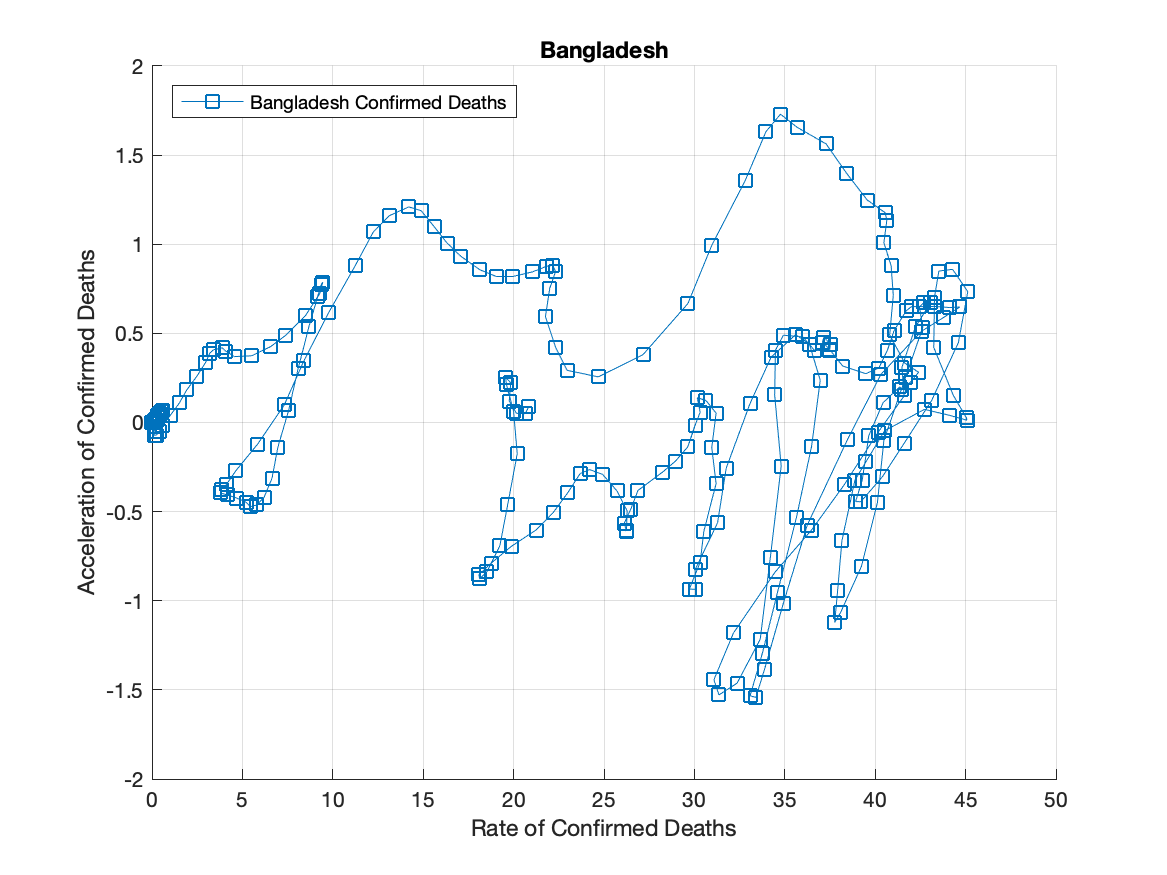 Bangladesh
Bangladesh Confirmed Deaths
Acceleration of Confirmed Deaths
2
1.5
1
0.5
0
-0.5
-1
-1.5
-2
0 5 10 15 20 25 30 35 40 45 50
Rate of Confirmed Deaths